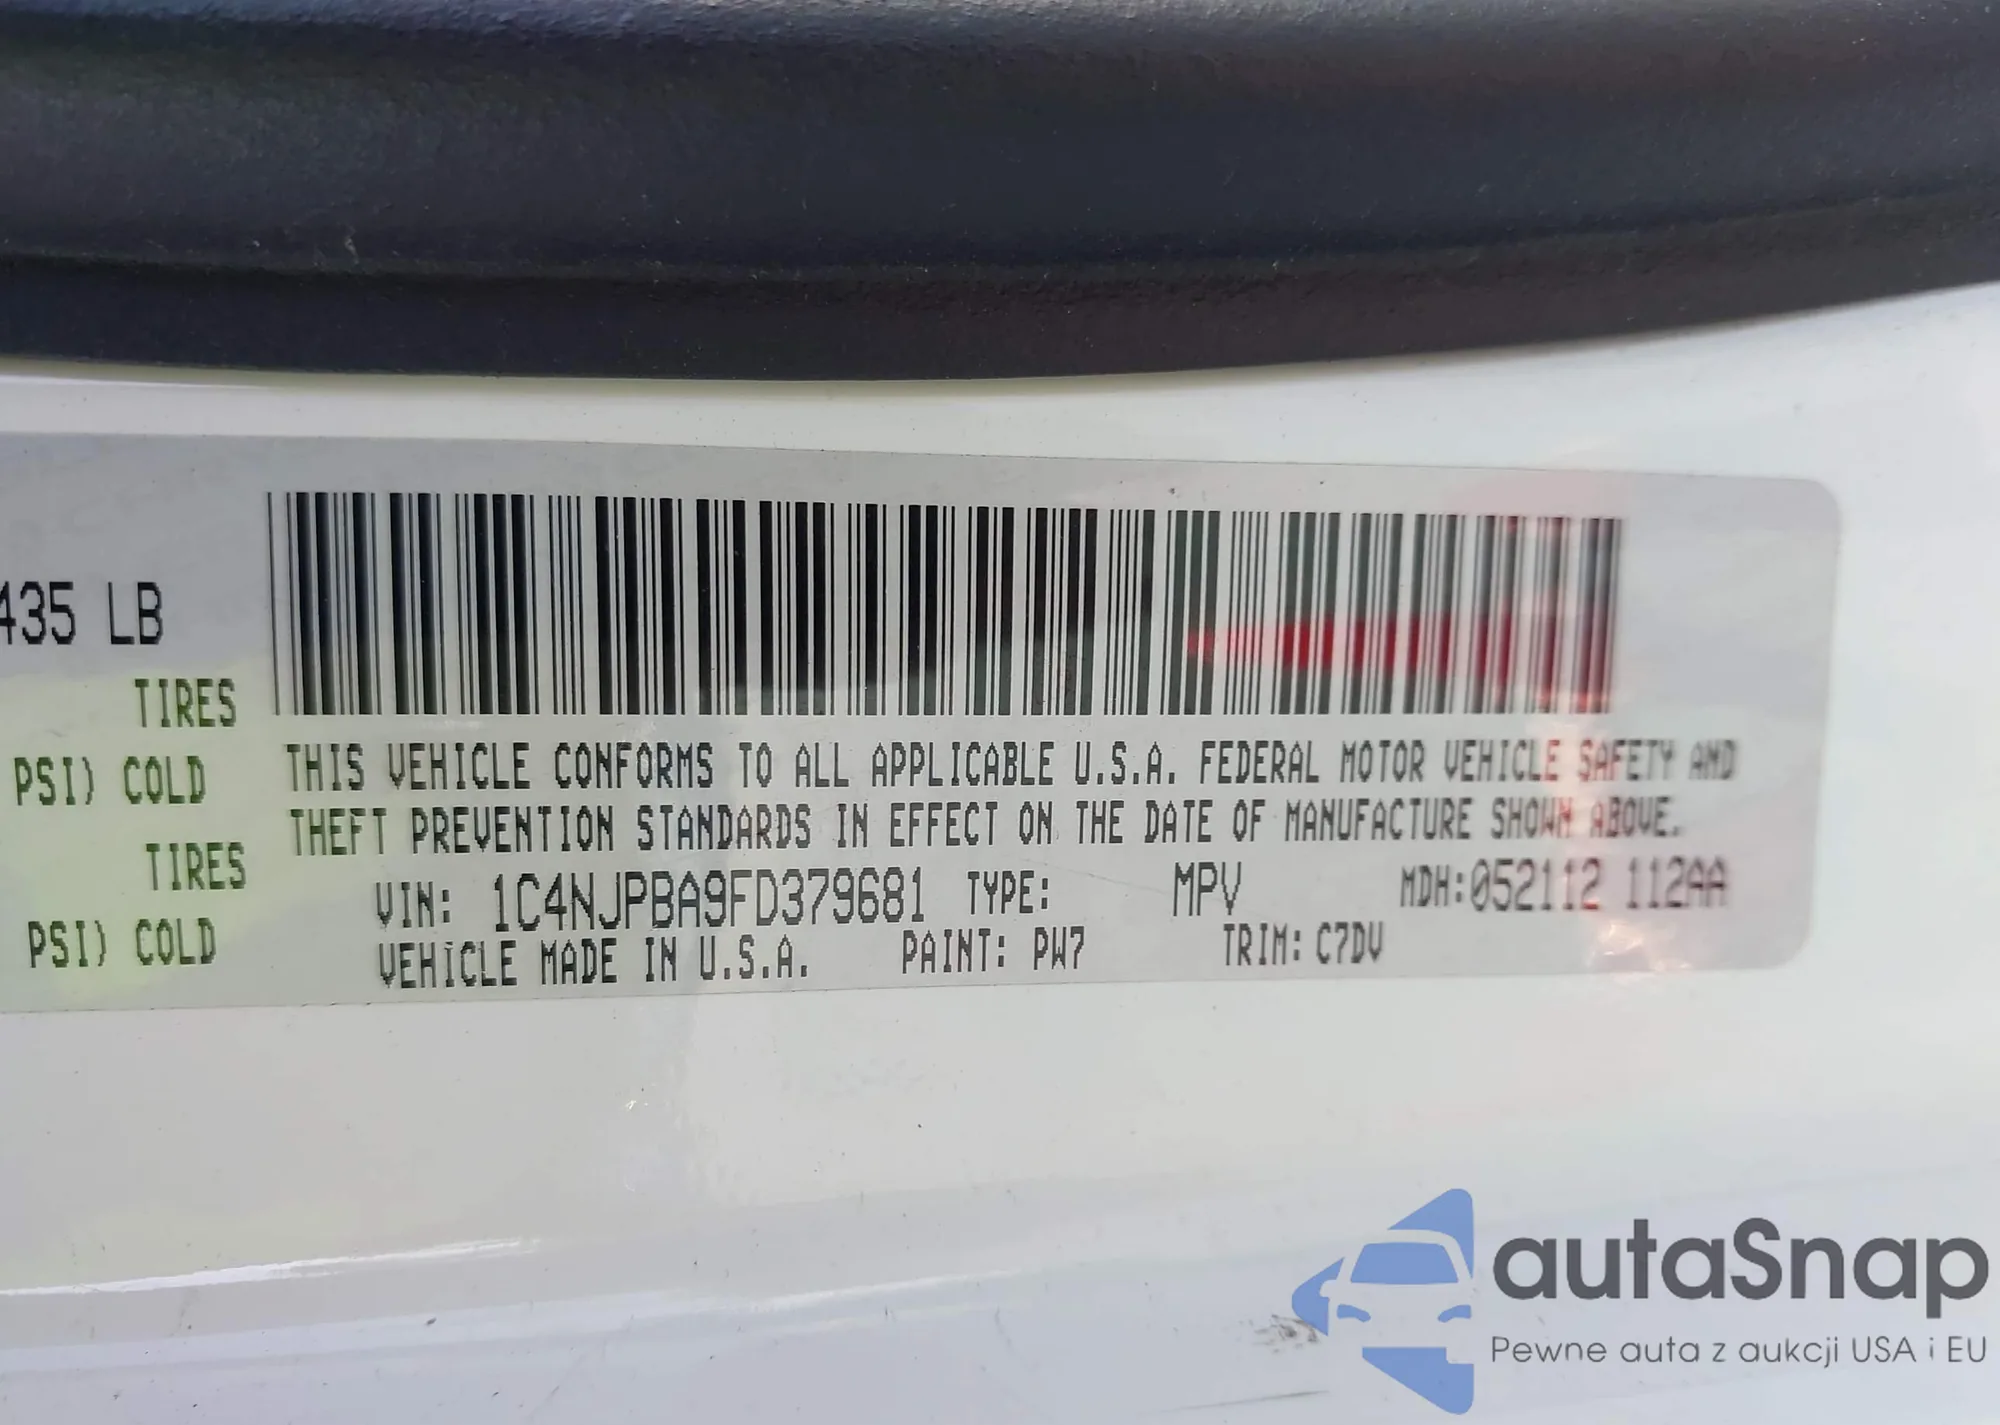 435 LB
TIRES
PSI) COLD
TIRES
PSI) COLD
THIS VEHICLE CONFORMS TO ALL APPLICABLE U.S.A. FEDERAL MOTOR VEHICLE SAFETY AND
THEFT PREVENTION STANDARDS IN EFFECT ON THE DATE OF MANUFACTURE SHOWN ABOVE.
VIN: 1C4NJPBA9FD379681 TYPE: MPV MDH:052112 112AA
VEHICLE MADE IN U.S.A. PAINT: PW7 TRIM: C7DV
autaSnap
Pewne auta z aukcji USA i EU